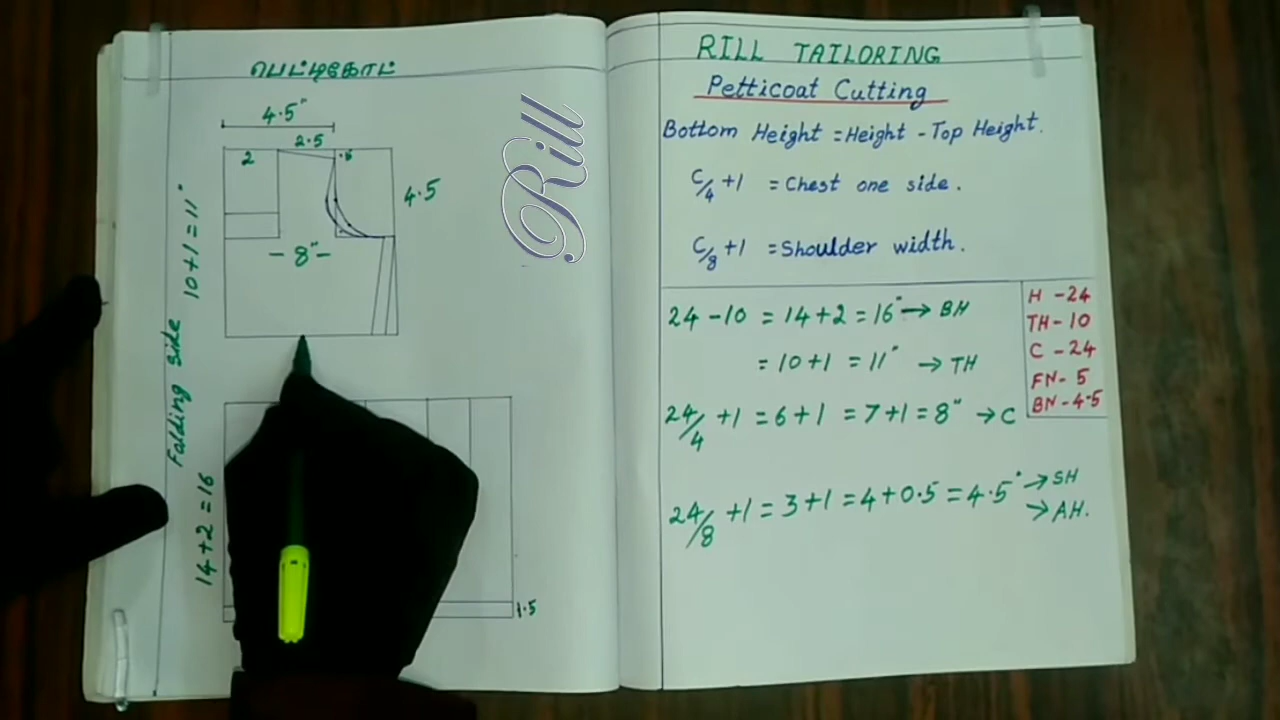 பெட்டிகோட்
4.5"
2.5
2
.5
4.5
- 8" -
Folding side 10+1=11"
14+2=16
1.5
Rill
RILL TAILORING
Petticoat Cutting
Bottom Height = Height - Top Height.
C/4 +1 = Chest one side.
C/8 +1 = Shoulder width.
H - 24
TH - 10
C - 24
FN - 5
BN - 4.5
24 - 10 = 14 + 2 = 16" → BH
= 10 + 1 = 11" → TH
24/4 +1 = 6 + 1 = 7 + 1 = 8" → C
24/8 +1 = 3 + 1 = 4 + 0.5 = 4.5" → SH
→ AH.